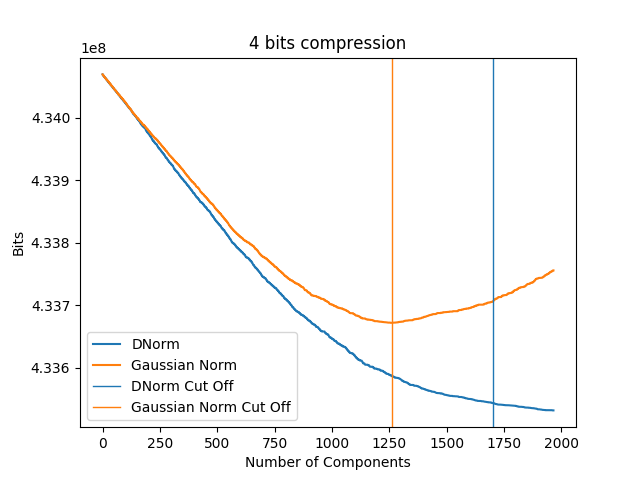 4 bits compression
1e8
4.340
4.339
4.338
4.337
4.336
Bits
DNorm
Gaussian Norm
DNorm Cut Off
Gaussian Norm Cut Off
0 250 500 750 1000 1250 1500 1750 2000
Number of Components